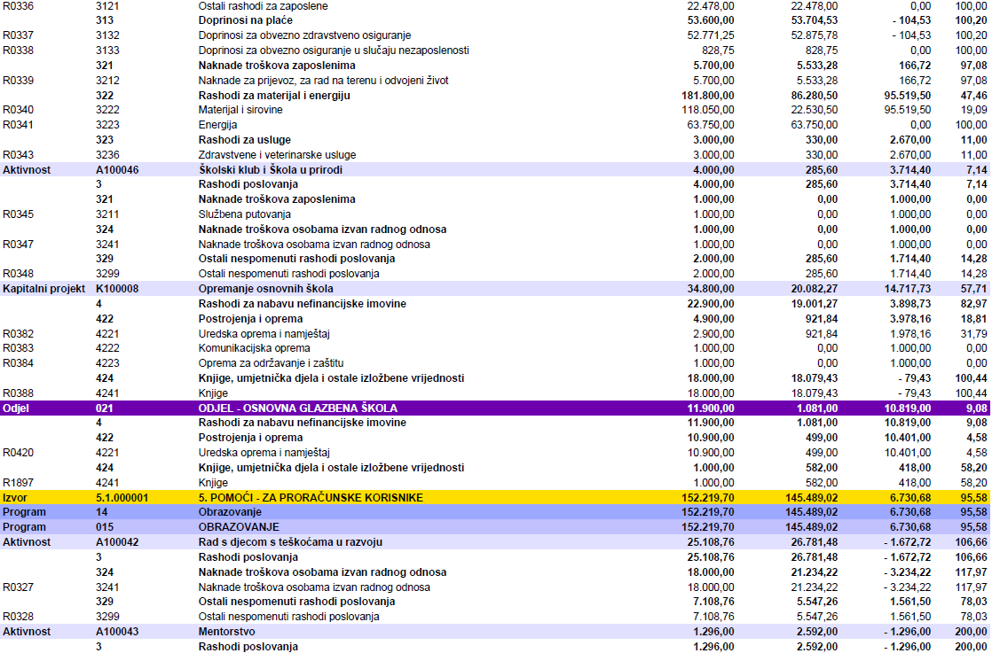 R0336 3121 Ostali rashodi za zaposlene 22.478,00 22.478,00 0,00 100,00
313 Doprinosi na plaće 53.600,00 53.704,53 - 104,53 100,20
R0337 3132 Doprinosi za obvezno zdravstveno osiguranje 52.771,25 52.875,78 - 104,53 100,20
R0338 3133 Doprinosi za obvezno osiguranje u slučaju nezaposlenosti 828,75 828,75 0,00 100,00
321 Naknade troškova zaposlenima 5.700,00 5.533,28 166,72 97,08
R0339 3212 Naknade za prijevoz, za rad na terenu i odvojeni život 5.700,00 5.533,28 166,72 97,08
322 Rashodi za materijal i energiju 181.800,00 86.280,50 95.519,50 47,46
R0340 3222 Materijal i sirovine 118.050,00 22.530,50 95.519,50 19,09
R0341 3223 Energija 63.750,00 63.750,00 0,00 100,00
323 Rashodi za usluge 3.000,00 330,00 2.670,00 11,00
R0343 3236 Zdravstvene i veterinarske usluge 3.000,00 330,00 2.670,00 11,00
Aktivnost A100046 Školski klub i Škola u prirodi 4.000,00 285,60 3.714,40 7,14
3 Rashodi poslovanja 4.000,00 285,60 3.714,40 7,14
321 Naknade troškova zaposlenima 1.000,00 0,00 1.000,00 0,00
R0345 3211 Službena putovanja 1.000,00 0,00 1.000,00 0,00
324 Naknade troškova osobama izvan radnog odnosa 1.000,00 0,00 1.000,00 0,00
R0347 3241 Naknade troškova osobama izvan radnog odnosa 1.000,00 0,00 1.000,00 0,00
329 Ostali nespomenuti rashodi poslovanja 2.000,00 285,60 1.714,40 14,28
R0348 3299 Ostali nespomenuti rashodi poslovanja 2.000,00 285,60 1.714,40 14,28
Kapitalni projekt K100008 Opremanje osnovnih škola 34.800,00 20.082,27 14.717,73 57,71
4 Rashodi za nabavu nefinancijske imovine 22.900,00 19.001,27 3.898,73 82,97
422 Postrojenja i oprema 4.900,00 921,84 3.978,16 18,81
R0382 4221 Uredska oprema i namještaj 2.900,00 921,84 1.978,16 31,79
R0383 4222 Komunikacijska oprema 1.000,00 0,00 1.000,00 0,00
R0384 4223 Oprema za održavanje i zaštitu 1.000,00 0,00 1.000,00 0,00
424 Knjige, umjetnička djela i ostale izložbene vrijednosti 18.000,00 18.079,43 - 79,43 100,44
R0388 4241 Knjige 18.000,00 18.079,43 - 79,43 100,44
Odjel 021 ODJEL - OSNOVNA GLAZBENA ŠKOLA 11.900,00 1.081,00 10.819,00 9,08
4 Rashodi za nabavu nefinancijske imovine 11.900,00 1.081,00 10.819,00 9,08
422 Postrojenja i oprema 10.900,00 499,00 10.401,00 4,58
R0420 4221 Uredska oprema i namještaj 10.900,00 499,00 10.401,00 4,58
424 Knjige, umjetnička djela i ostale izložbene vrijednosti 1.000,00 582,00 418,00 58,20
R1897 4241 Knjige 1.000,00 582,00 418,00 58,20
Izvor 5.1.000001 5. POMOĆI - ZA PRORAČUNSKE KORISNIKE 152.219,70 145.489,02 6.730,68 95,58
Program 14 Obrazovanje 152.219,70 145.489,02 6.730,68 95,58
Program 015 OBRAZOVANJE 152.219,70 145.489,02 6.730,68 95,58
Aktivnost A100042 Rad s djecom s teškoćama u razvoju 25.108,76 26.781,48 - 1.672,72 106,66
3 Rashodi poslovanja 25.108,76 26.781,48 - 1.672,72 106,66
324 Naknade troškova osobama izvan radnog odnosa 18.000,00 21.234,22 - 3.234,22 117,97
R0327 3241 Naknade troškova osobama izvan radnog odnosa 18.000,00 21.234,22 - 3.234,22 117,97
329 Ostali nespomenuti rashodi poslovanja 7.108,76 5.547,26 1.561,50 78,03
R0328 3299 Ostali nespomenuti rashodi poslovanja 7.108,76 5.547,26 1.561,50 78,03
Aktivnost A100043 Mentorstvo 1.296,00 2.592,00 - 1.296,00 200,00
3 Rashodi poslovanja 1.296,00 2.592,00 - 1.296,00 200,00